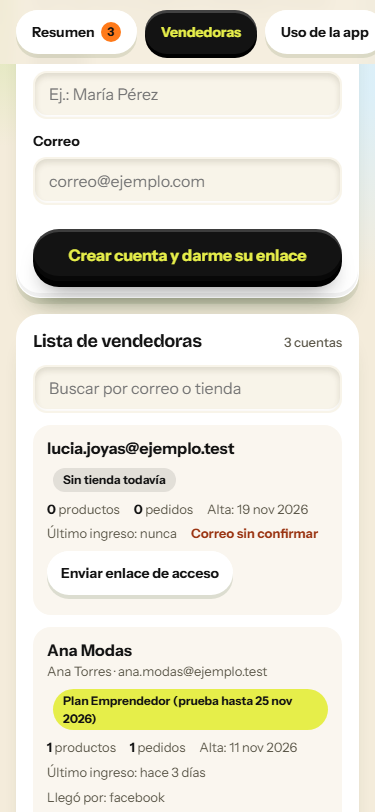 Resumen 3 Vendedoras Uso de la app
Ej.: María Pérez
Correo
correo@ejemplo.com
Crear cuenta y darme su enlace
Lista de vendedoras 3 cuentas
Buscar por correo o tienda
lucia.joyas@ejemplo.test
Sin tienda todavía
0 productos 0 pedidos Alta: 19 nov 2026
Último ingreso: nunca Correo sin confirmar
Enviar enlace de acceso
Ana Modas
Ana Torres · ana.modas@ejemplo.test
Plan Emprendedor (prueba hasta 25 nov
2026)
1 productos 1 pedidos Alta: 11 nov 2026
Último ingreso: hace 3 días
Llegó por: facebook